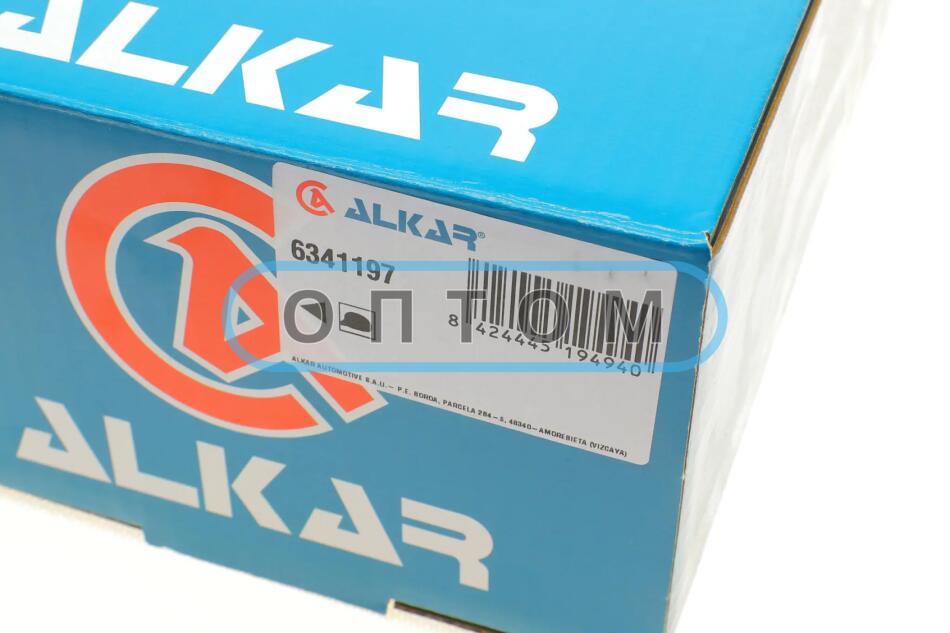 ALKAR
ALKAR®
6341197
8 424445 194940
ОПТОМ
ALKAR AUTOMOTIVE S.A.U.- P.E. BOROA, PARCELA 2B4-5, 48340-AMOREBIETA (VIZCAYA)
ALKAR